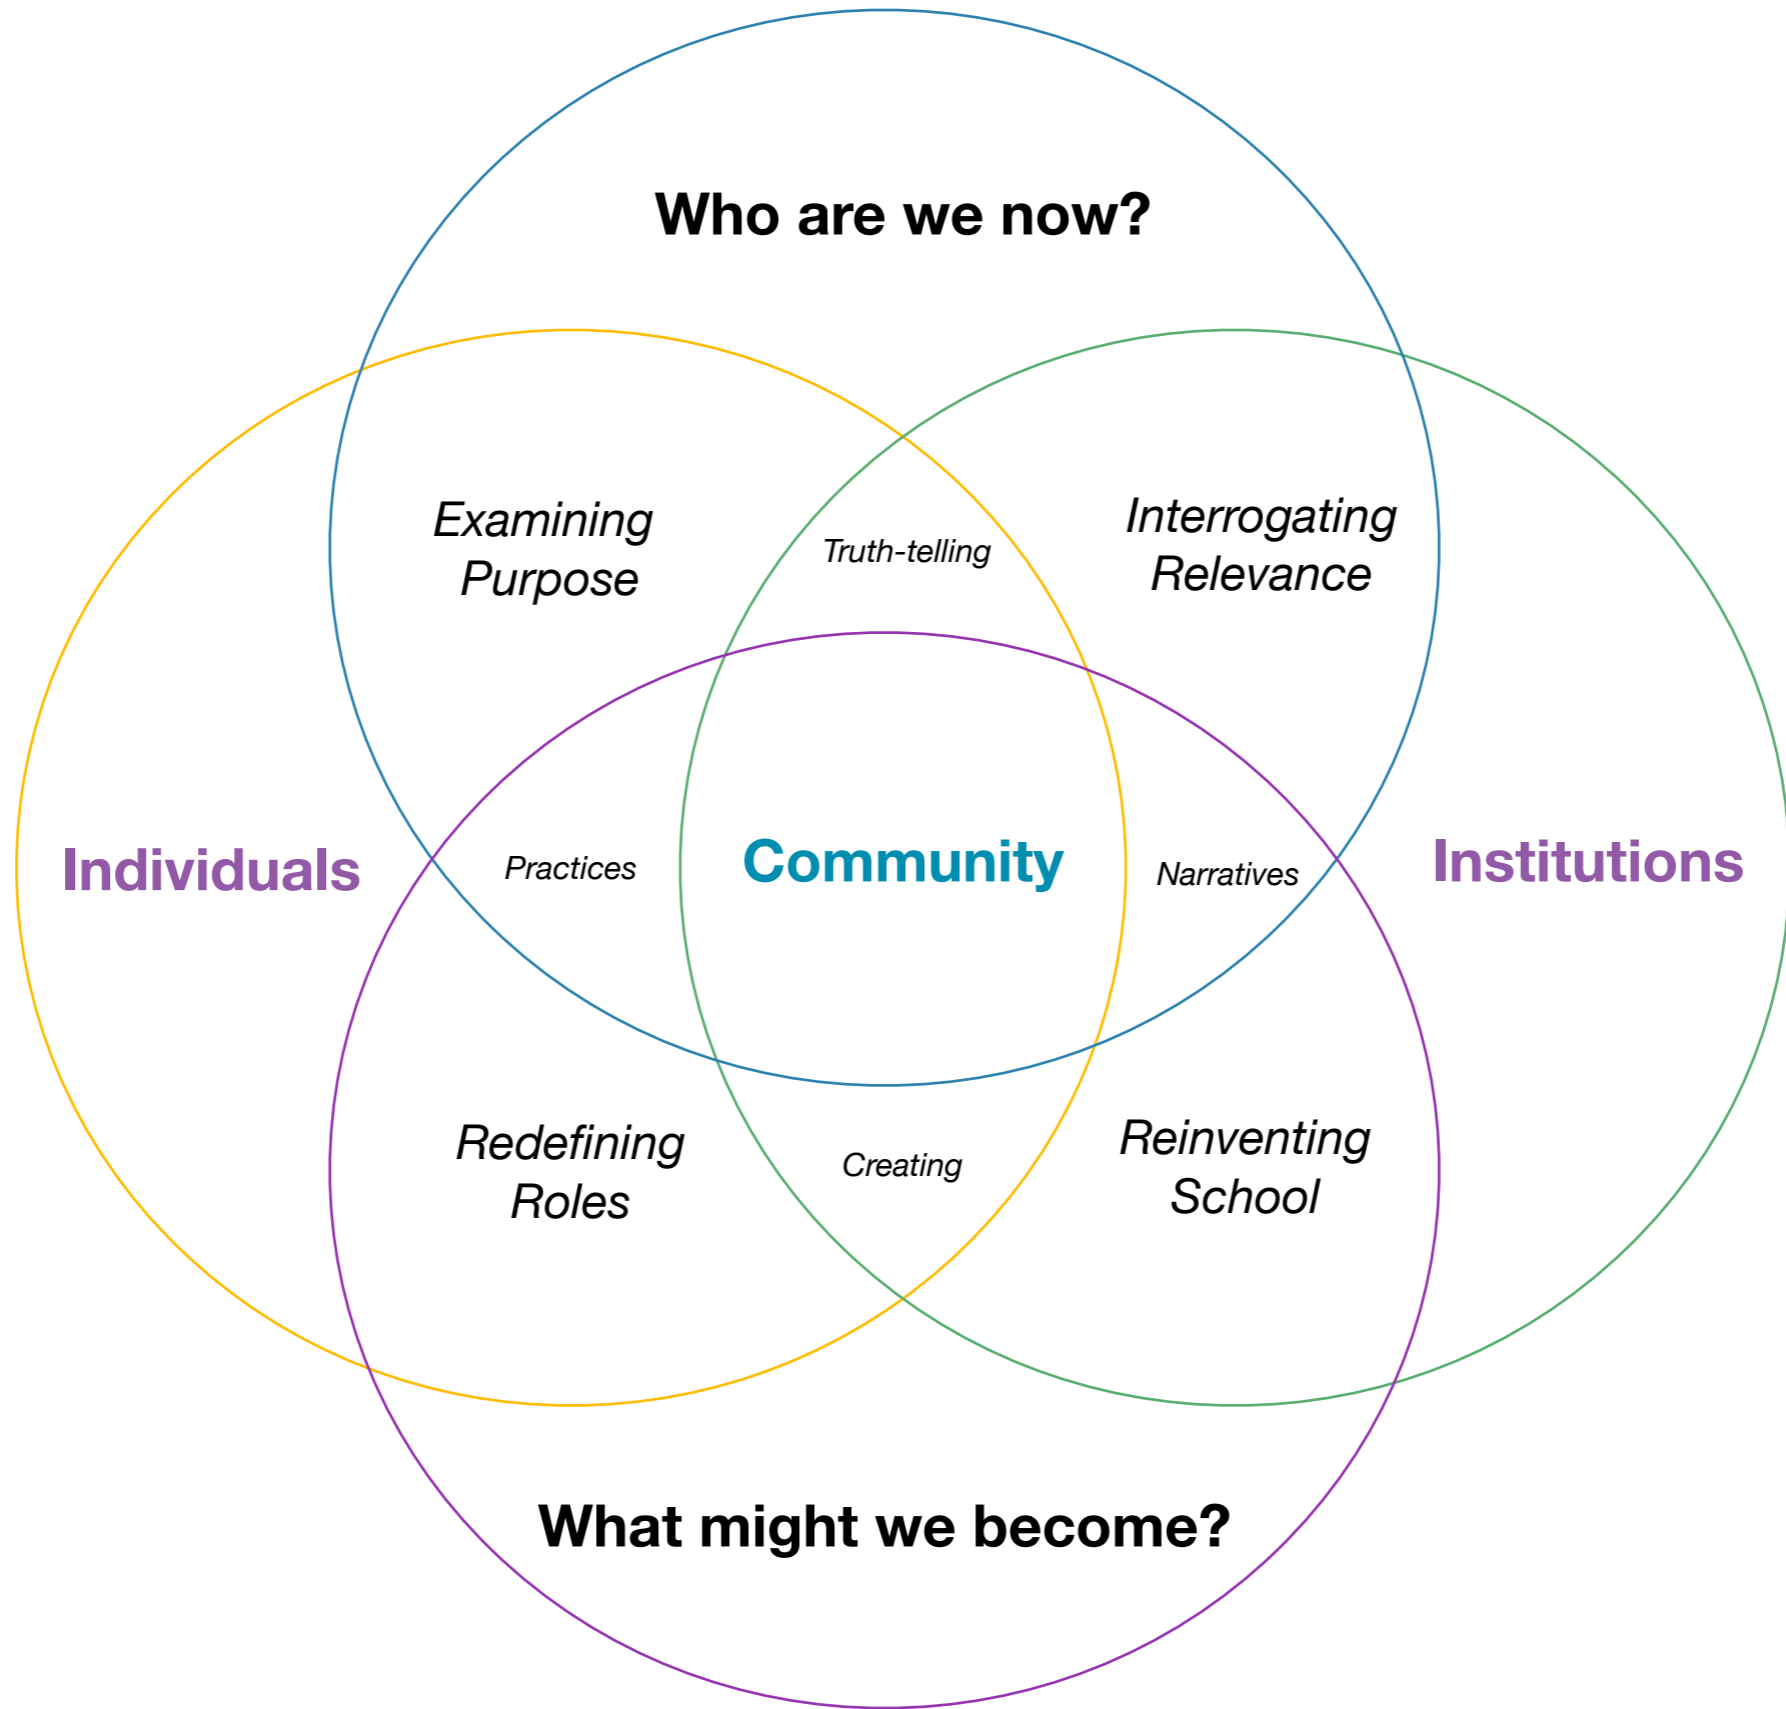 Who are we now?
Examining
Purpose
Truth-telling
Interrogating
Relevance
Individuals
Practices
Community
Narratives
Institutions
Redefining
Roles
Creating
Reinventing
School
What might we become?